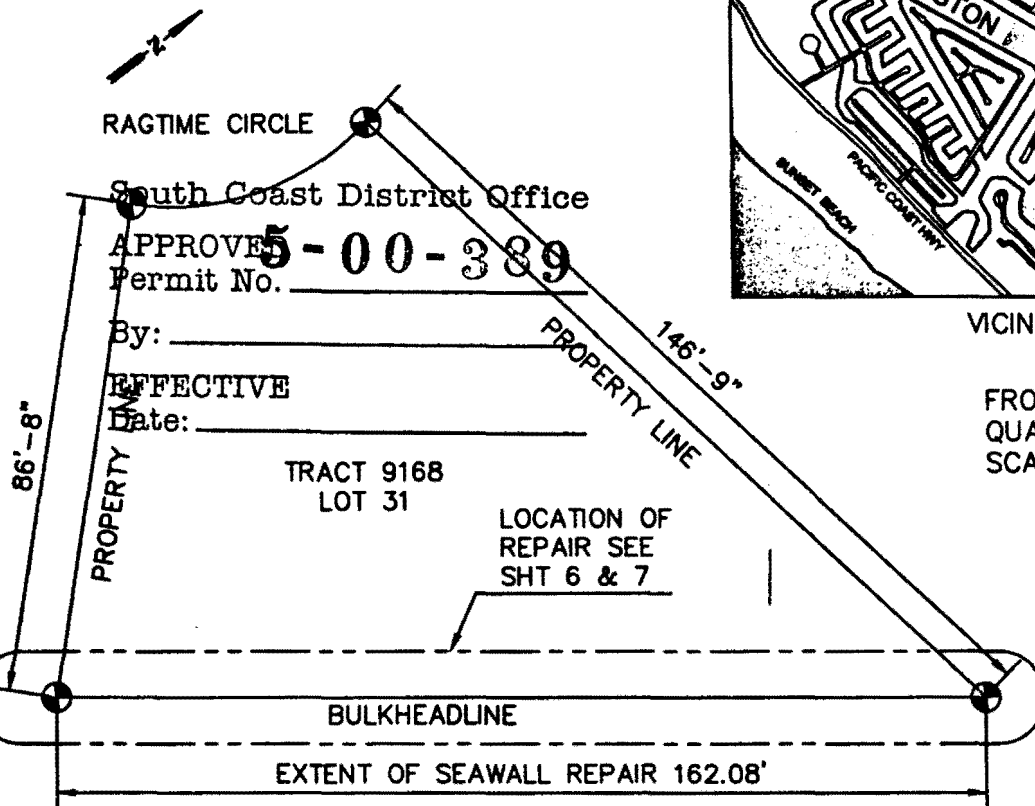 Z
RAGTIME CIRCLE
South Coast District Office
APPROVED
5-00-389
Permit No.
By:
EFFECTIVE
Date:
86'-8"
PROPERTY LINE
TRACT 9168
LOT 31
PROPERTY LINE
146'-9"
LOCATION OF
REPAIR SEE
SHT 6 & 7
BULKHEADLINE
EXTENT OF SEAWALL REPAIR 162.08'
STON
SUNSET BEACH
PACIFIC COAST HWY
VICIN
FRO
QUA
SCA